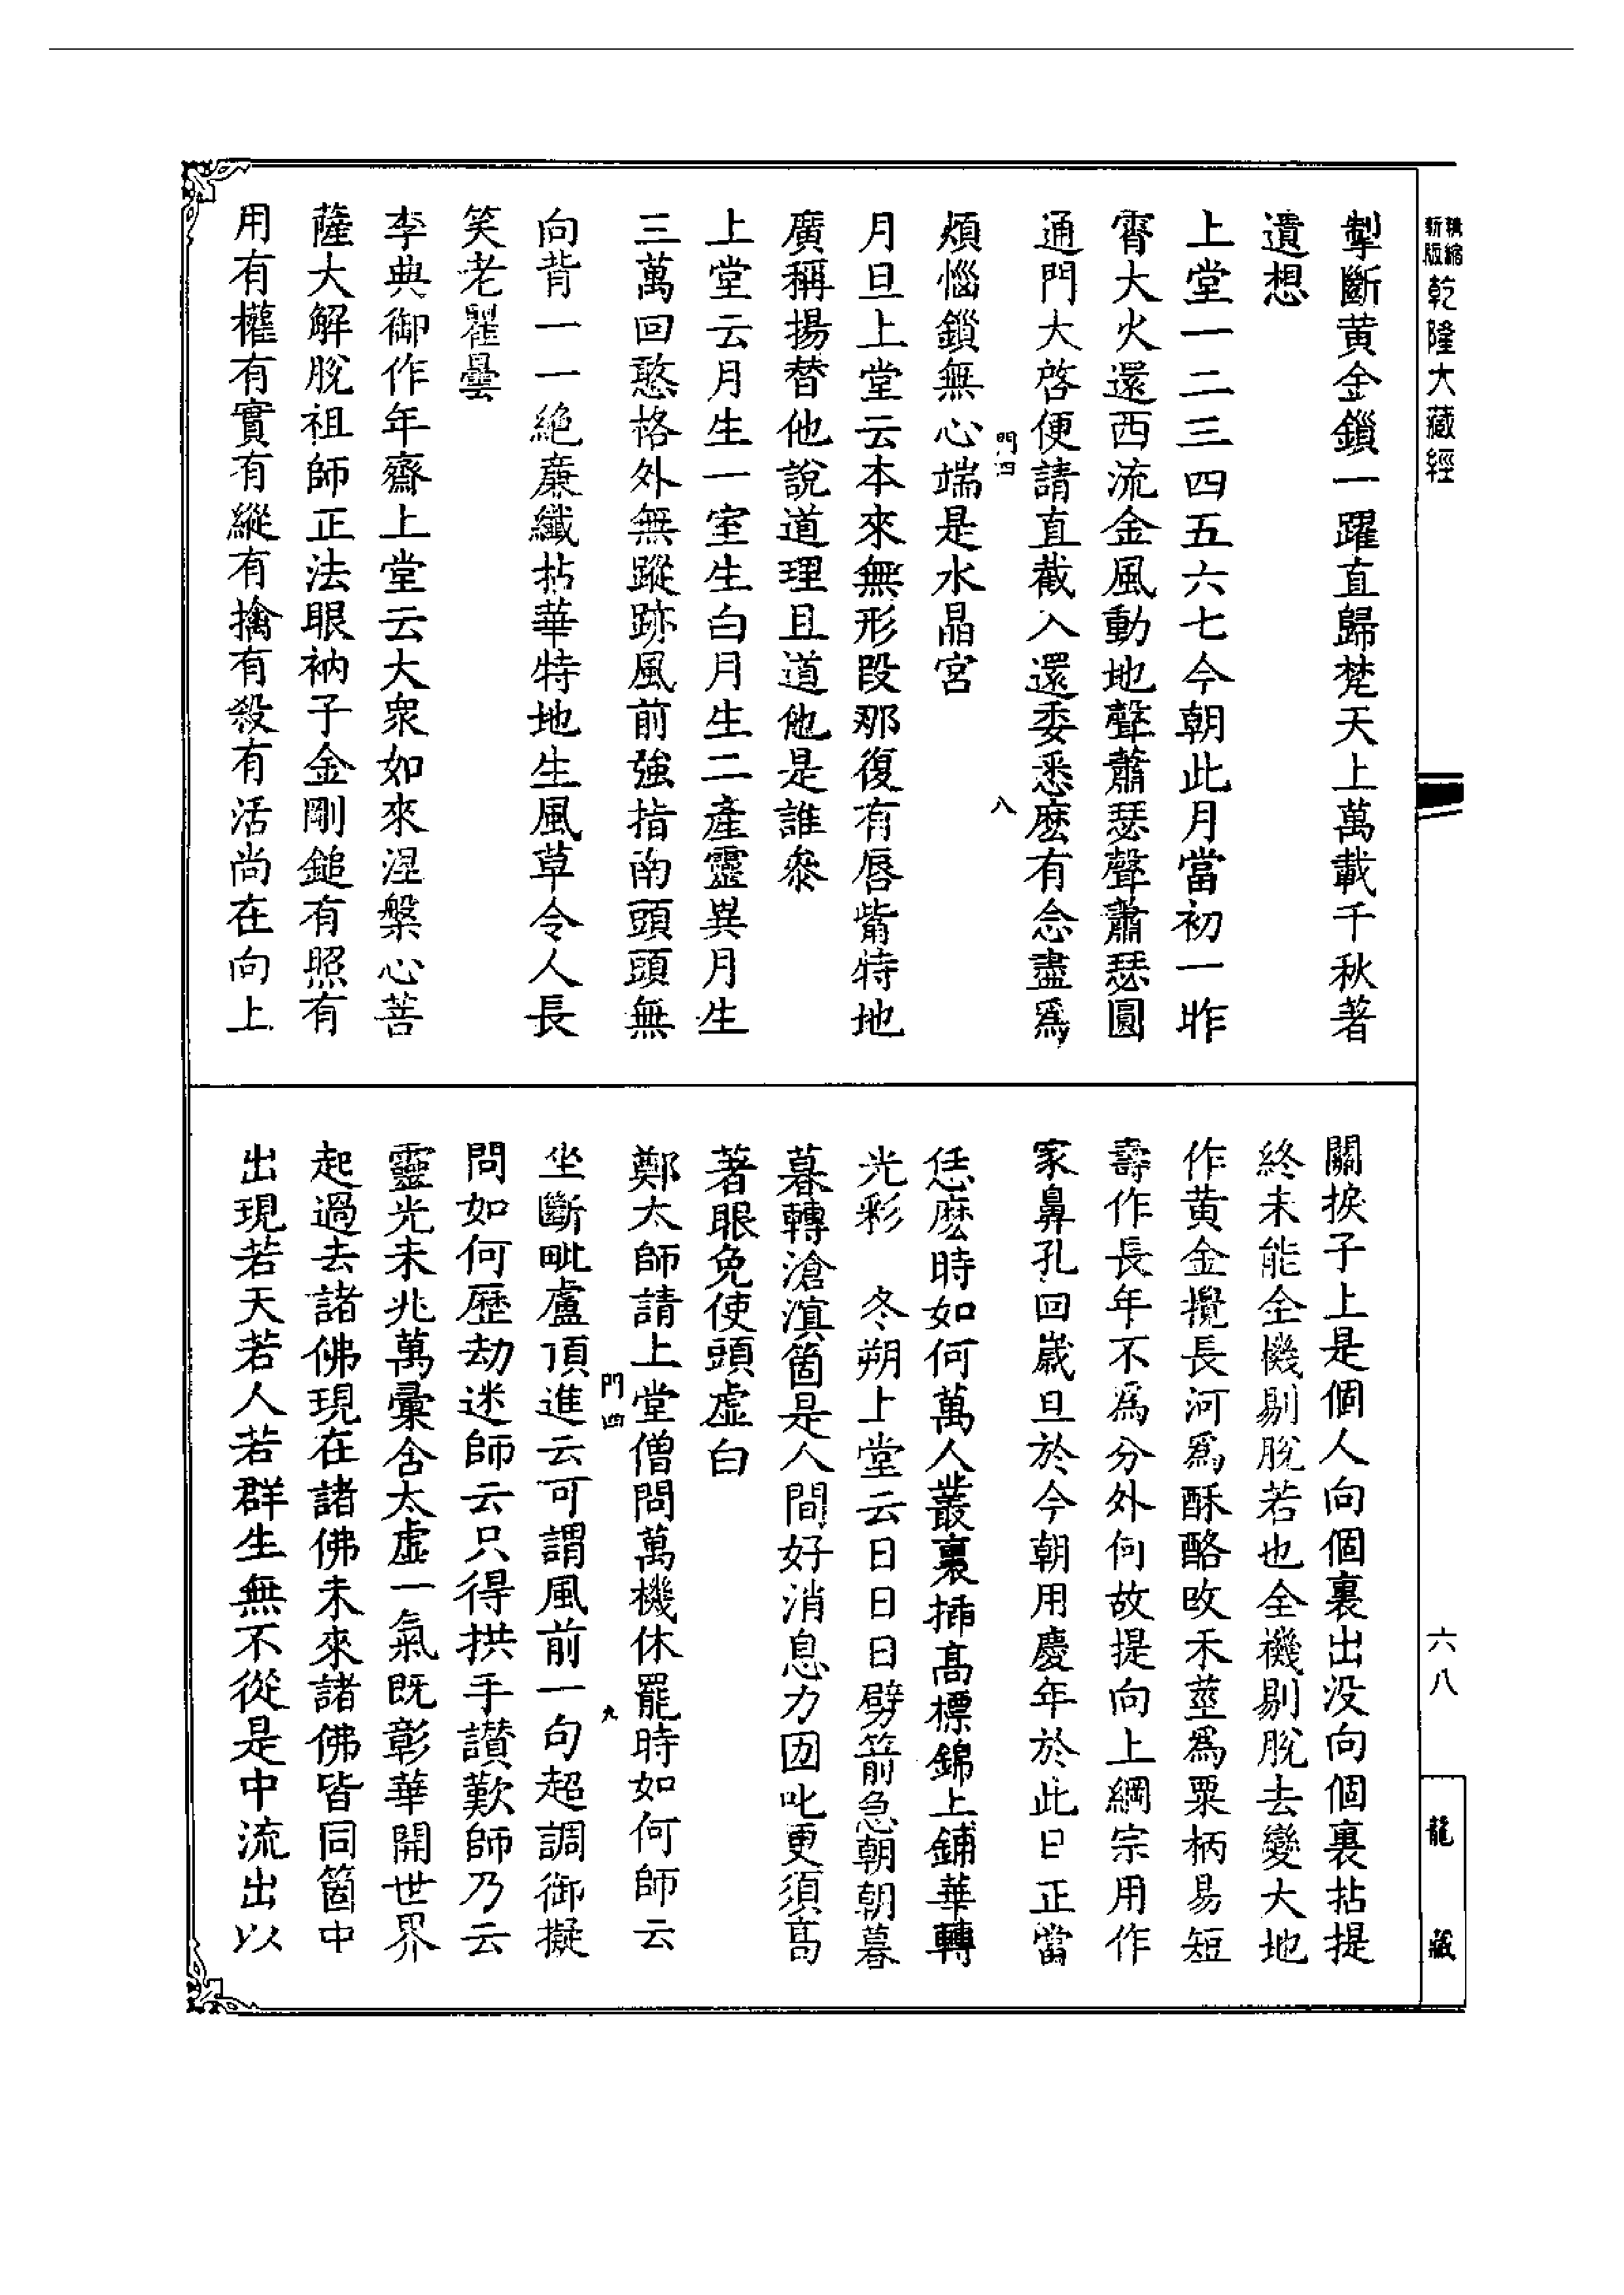 精縮新版乾隆大藏經
掣斷黃金鎖一躍直歸梵天上萬載千秋著
遺想
上堂一二三四五六七今朝此月當初一昨
霄大火還西流金風動地聲蕭瑟聲蕭瑟圓
通門大啓便請直截入還委悉麽有念盡爲
門四 八
煩惱鎖無心端是水晶宮
月旦上堂云本來無形段那復有唇觜特地
廣稱揚替他說道理且道他是誰叅
上堂云月生一室生白月生二產靈異月生
三萬回憨格外無蹤跡風前強指南頭頭無
向背一一絶廉纖拈華特地生風草令人長
笑老瞿曇
李典御作年齋上堂云大衆如來涅槃心菩
薩大解脫祖師正法眼衲子金剛鎚有照有
用有權有實有縱有擒有殺有活尚在向上
關捩子上是個人向個裏出沒向個裏拈提
終未能全機剔脫若也全機剔脫去變大地
作黃金攪長河爲酥酪改禾莖爲粟柄易短
壽作長年不爲分外何故提向上綱宗用作
家鼻孔回歲旦於今朝用慶年於此日正當
恁麽時如何萬人叢裏揷高標錦上鋪華轉
光彩 冬朔上堂云日日日劈箭急朝朝暮
暮轉滄溟箇是人間好消息力囡叱更須高
著眼免使頭虛白
鄭太師請上堂僧問萬機休罷時如何師云
門四 九
坐斷毗盧頂進云可謂風前一句超調御擬
問如何歷劫迷師云只得拱手讃歎師乃云
靈光未兆萬彙含太虛一氣旣彰華開世界
起過去諸佛現在諸佛未來諸佛皆同箇中
出現若天若人若群生無不從是中流出以
六八
龍藏